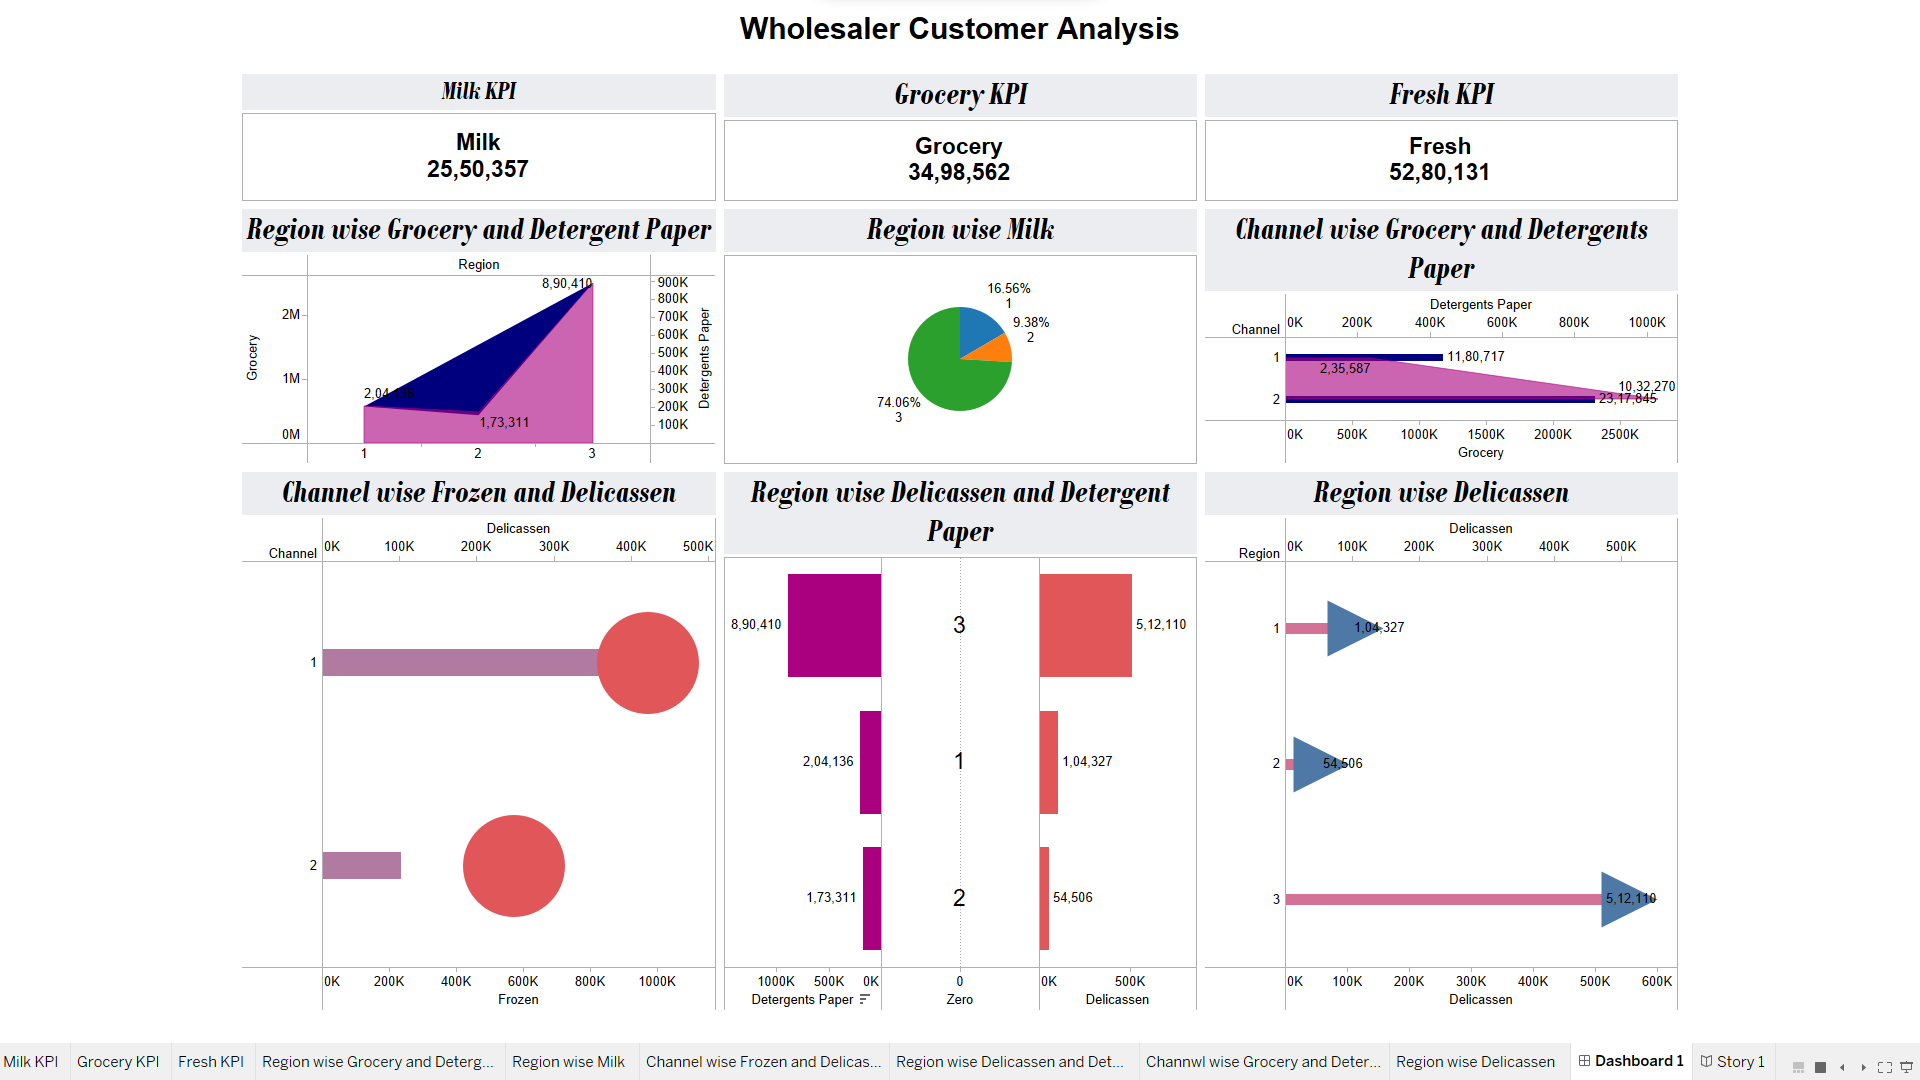 Wholesaler Customer Analysis
Milk KPI
Grocery KPI
Fresh KPI
Milk
25,50,357
Grocery
34,98,562
Fresh
52,80,131
Region wise Grocery and Detergent Paper
Region
Grocery
2M
1M
0M
8,90,410
2,04,136
1,73,311
900K
800K
700K
600K
500K
400K
300K
200K
100K
Detergents Paper
1 2 3
Region wise Milk
16.56%
1
9.38%
2
74.06%
3
Channel wise Grocery and Detergents
Paper
Detergents Paper
Channel
0K 200K 400K 600K 800K 1000K
1
11,80,717
2,35,587
10,32,270
2
23,17,845
0K 500K 1000K 1500K 2000K 2500K
Grocery
Channel wise Frozen and Delicassen
Delicassen
Channel
0K 100K 200K 300K 400K 500K
1
2
0K 200K 400K 600K 800K 1000K
Frozen
Region wise Delicassen and Detergent
Paper
8,90,410 3 5,12,110
2,04,136 1 1,04,327
1,73,311 2 54,506
1000K 500K 0K 0 0K 500K
Detergents Paper Zero Delicassen
Region wise Delicassen
Delicassen
Region
0K 100K 200K 300K 400K 500K
1 1,04,327
2 54,506
3 5,12,110
0K 100K 200K 300K 400K 500K 600K
Delicassen
Milk KPI
Grocery KPI
Fresh KPI
Region wise Grocery and Deterg...
Region wise Milk
Channel wise Frozen and Delicas...
Region wise Delicassen and Det...
Channwl wise Grocery and Deter...
Region wise Delicassen
Dashboard 1
Story 1